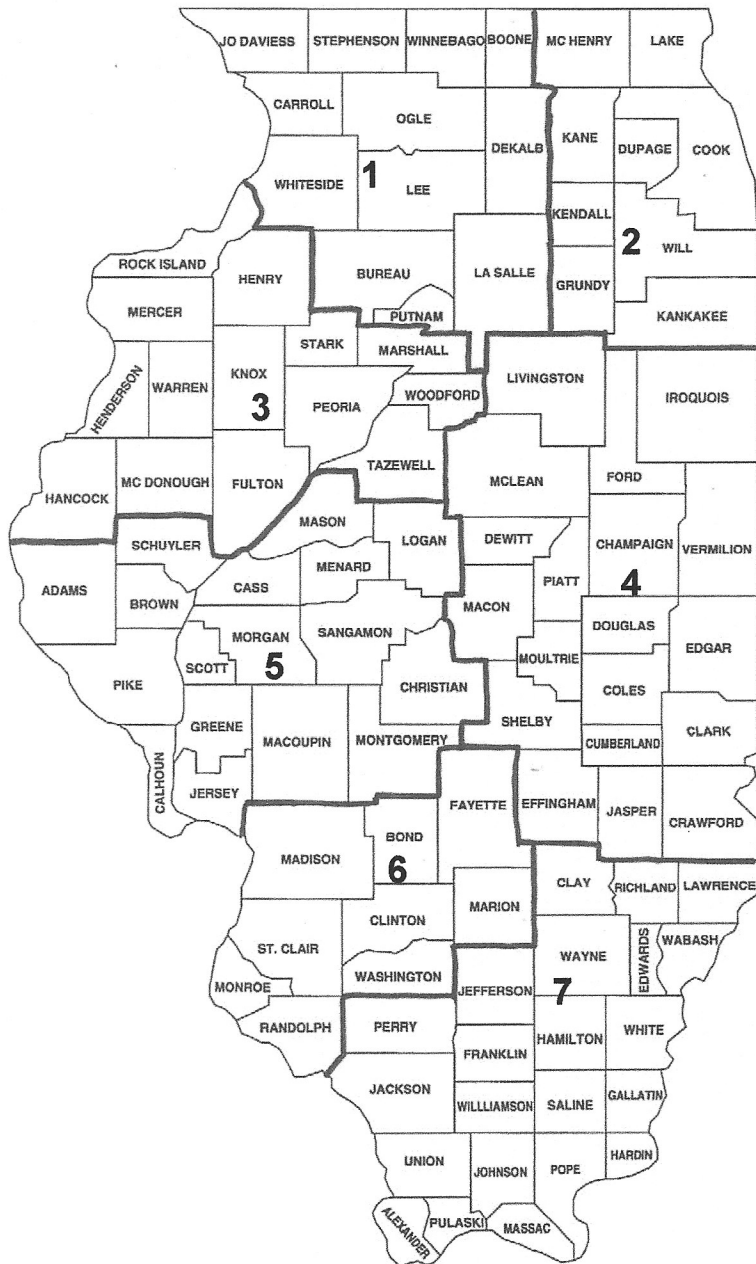 JO DAVIESS STEPHENSON WINNEBAGO BOONE MC HENRY LAKE
CARROLL OGLE DEKALB KANE DUPAGE COOK
WHITESIDE 1 LEE KENDALL 2 WILL
ROCK ISLAND HENRY BUREAU LA SALLE GRUNDY
MERCER PUTNAM KANKAKEE
STARK MARSHALL
HENDERSON WARREN KNOX 3 PEORIA WOODFORD LIVINGSTON IROQUOIS
HANCOCK MC DONOUGH FULTON TAZEWELL MCLEAN FORD
MASON
SCHUYLER LOGAN DEWITT CHAMPAIGN VERMILION
ADAMS BROWN CASS MENARD MACON PIATT 4
MORGAN SANGAMON DOUGLAS
PIKE SCOTT 5 CHRISTIAN MOULTRIE COLES EDGAR
GREENE MACOUPIN MONTGOMERY SHELBY CUMBERLAND CLARK
CALHOUN JERSEY FAYETTE EFFINGHAM JASPER CRAWFORD
MADISON BOND 6 CLAY RICHLAND LAWRENCE
ST. CLAIR CLINTON MARION WAYNE EDWARDS WABASH
MONROE WASHINGTON JEFFERSON 7
RANDOLPH PERRY FRANKLIN HAMILTON WHITE
JACKSON WILLLIAMSON SALINE GALLATIN
UNION JOHNSON POPE HARDIN
ALEXANDER PULASKI MASSAC